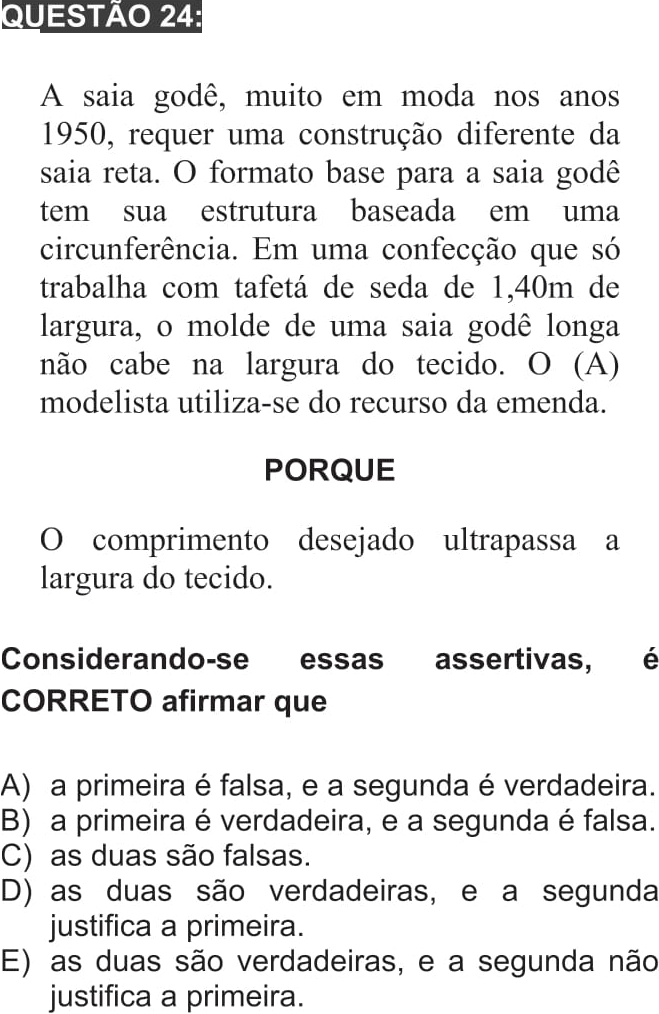 QUESTÃO 24:
A saia godê, muito em moda nos anos
1950, requer uma construção diferente da
saia reta. O formato base para a saia godê
tem sua estrutura baseada em uma
circunferência. Em uma confecção que só
trabalha com tafetá de seda de 1,40m de
largura, o molde de uma saia godê longa
não cabe na largura do tecido. O (A)
modelista utiliza-se do recurso da emenda.
PORQUE
O comprimento desejado ultrapassa a
largura do tecido.
Considerando-se essas assertivas, é
CORRETO afirmar que
A) a primeira é falsa, e a segunda é verdadeira.
B) a primeira é verdadeira, e a segunda é falsa.
C) as duas são falsas.
D) as duas são verdadeiras, e a segunda
justifica a primeira.
E) as duas são verdadeiras, e a segunda não
justifica a primeira.